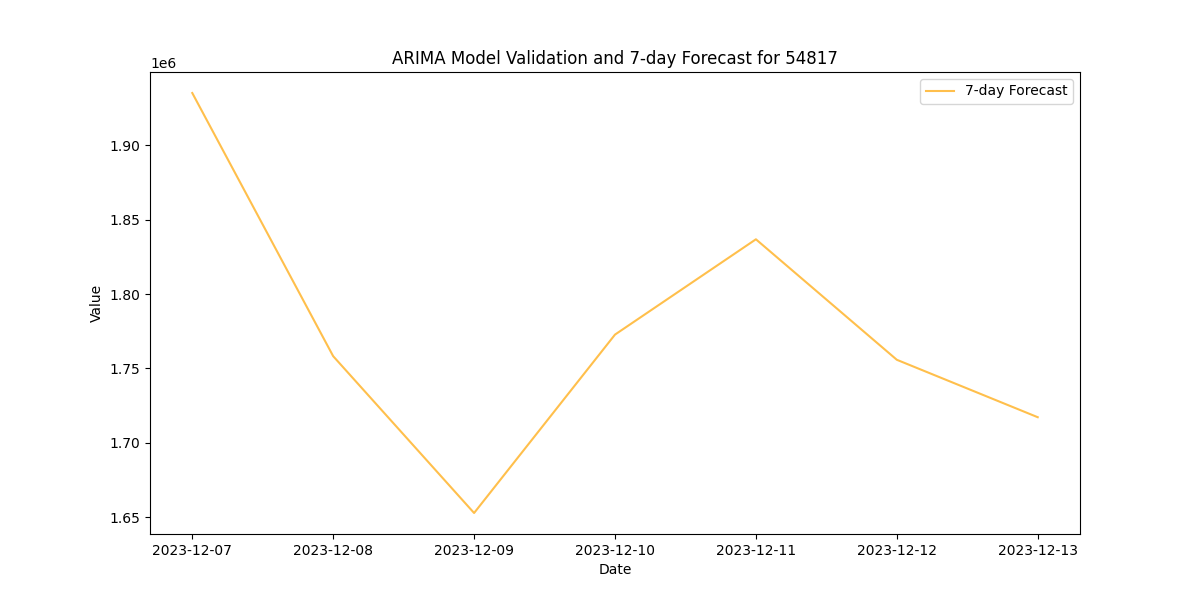 ARIMA Model Validation and 7-day Forecast for 54817
1e6
7-day Forecast
1.90
1.85
1.80
1.75
1.70
1.65
Value
2023-12-07 2023-12-08 2023-12-09 2023-12-10 2023-12-11 2023-12-12 2023-12-13
Date